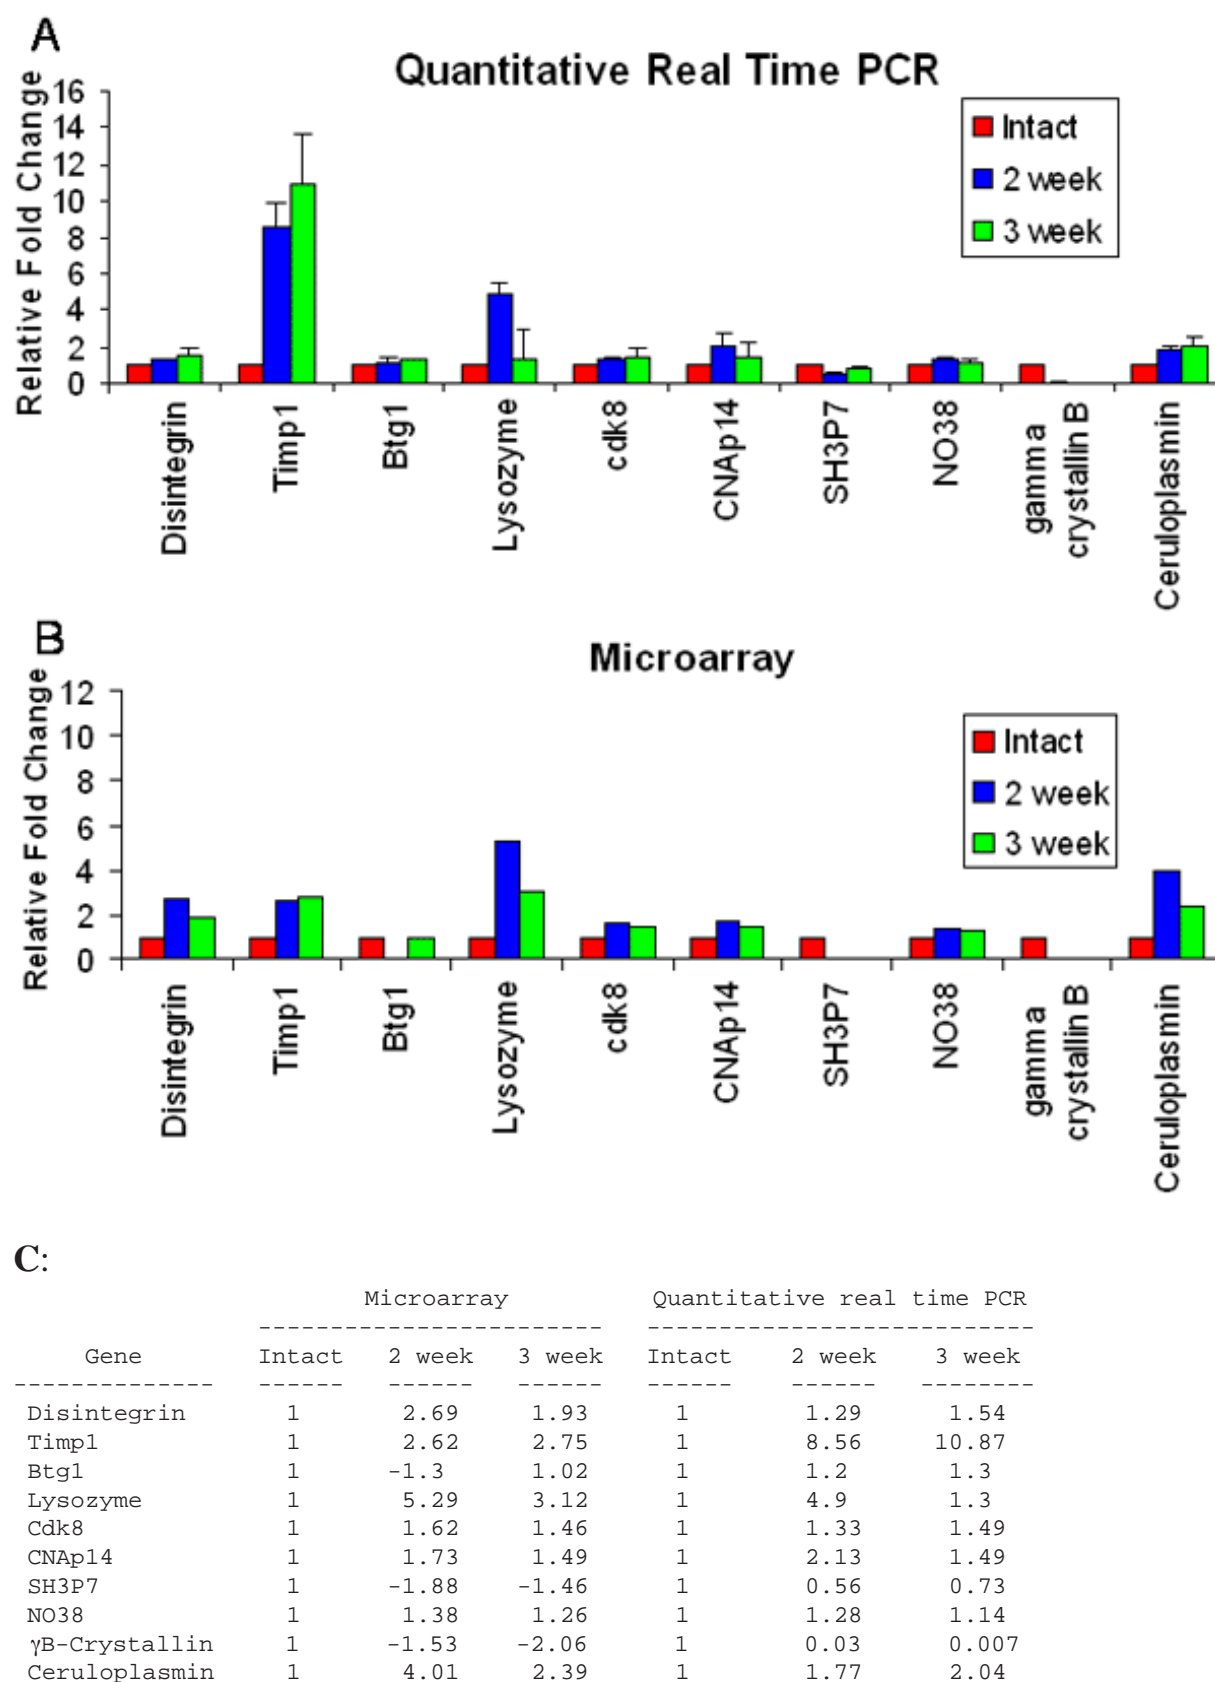 A
Quantitative Real Time PCR
Relative Fold Change
16
14
12
10
8
6
4
2
0
Intact
2 week
3 week
Disintegrin
Timp1
Btg1
Lysozyme
cdk8
CNAp14
SH3P7
NO38
gamma
crystallin B
Ceruloplasmin
B
Microarray
Relative Fold Change
12
10
8
6
4
2
0
Intact
2 week
3 week
Disintegrin
Timp1
Btg1
Lysozyme
cdk8
CNAp14
SH3P7
NO38
gamma
crystallin B
Ceruloplasmin
C:
Microarray Quantitative real time PCR
------------------------ ---------------------------
Gene Intact 2 week 3 week Intact 2 week 3 week
-------------- ------ ------ ------ ------ ------ --------
Disintegrin 1 2.69 1.93 1 1.29 1.54
Timp1 1 2.62 2.75 1 8.56 10.87
Btg1 1 -1.3 1.02 1 1.2 1.3
Lysozyme 1 5.29 3.12 1 4.9 1.3
Cdk8 1 1.62 1.46 1 1.33 1.49
CNAp14 1 1.73 1.49 1 2.13 1.49
SH3P7 1 -1.88 -1.46 1 0.56 0.73
NO38 1 1.38 1.26 1 1.28 1.14
γB-Crystallin 1 -1.53 -2.06 1 0.03 0.007
Ceruloplasmin 1 4.01 2.39 1 1.77 2.04